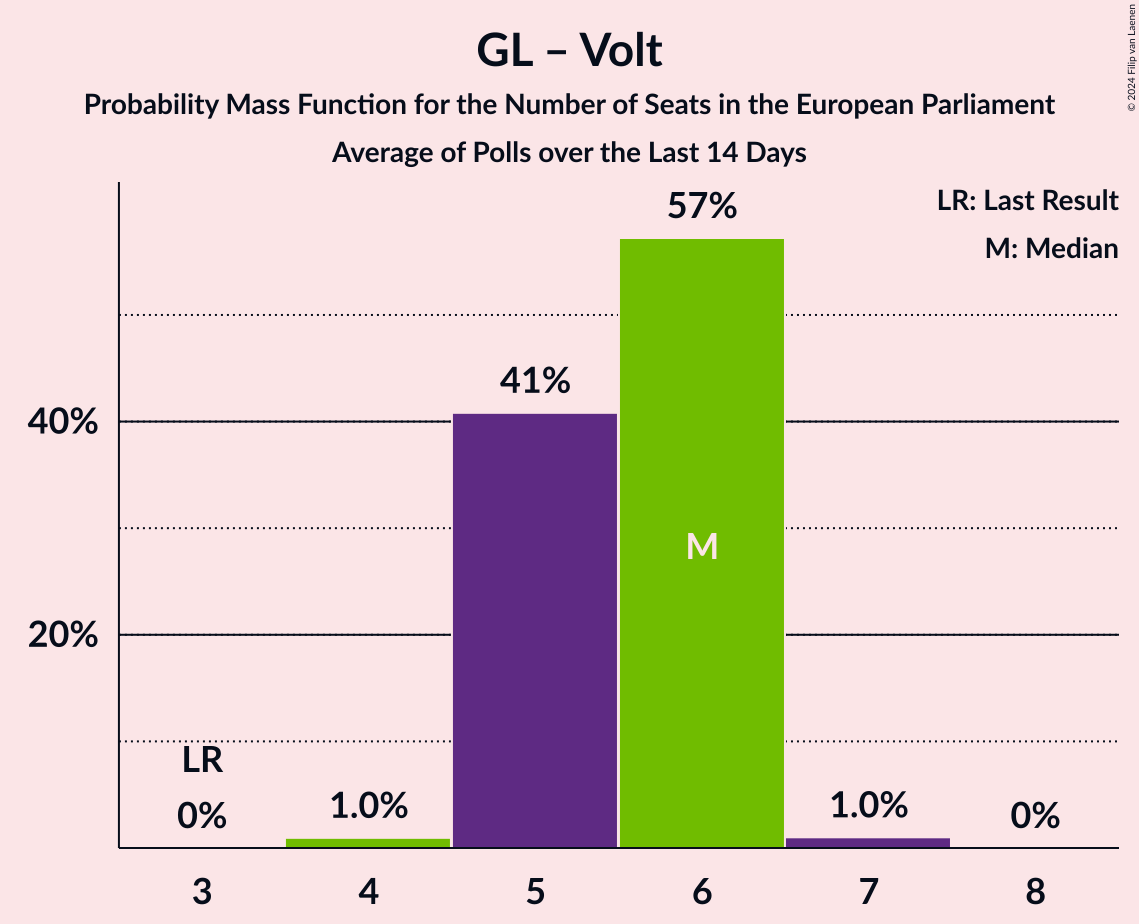 GL – Volt
Probability Mass Function for the Number of Seats in the European Parliament
Average of Polls over the Last 14 Days
© 2024 Filip van Laenen
LR: Last Result
M: Median
57%
41%
40%
M
20%
LR
0%
1.0%
1.0%
0%
3 4 5 6 7 8